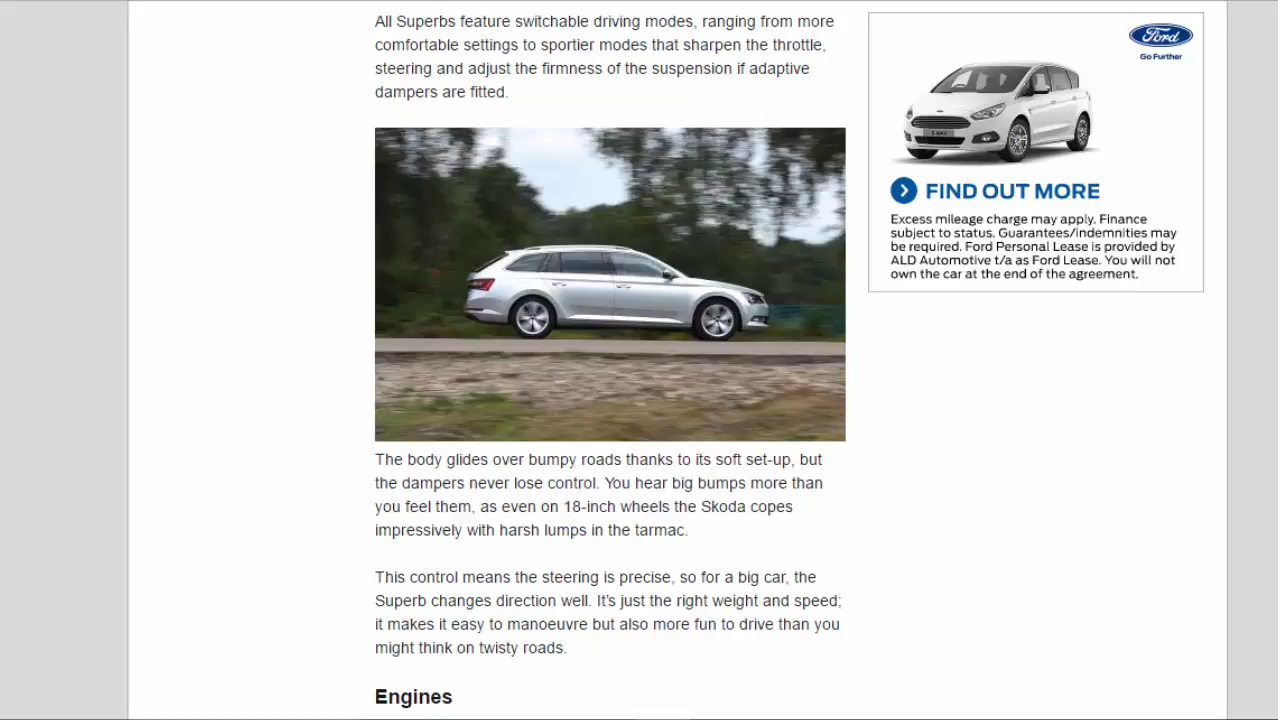 All Superbs feature switchable driving modes, ranging from more
comfortable settings to sportier modes that sharpen the throttle,
steering and adjust the firmness of the suspension if adaptive
dampers are fitted.
The body glides over bumpy roads thanks to its soft set-up, but
the dampers never lose control. You hear big bumps more than
you feel them, as even on 18-inch wheels the Skoda copes
impressively with harsh lumps in the tarmac.
This control means the steering is precise, so for a big car, the
Superb changes direction well. It's just the right weight and speed;
it makes it easy to manoeuvre but also more fun to drive than you
might think on twisty roads.
Engines
Ford
Go Further
FIND OUT MORE
Excess mileage charge may apply. Finance
subject to status. Guarantees/indemnities may
be required. Ford Personal Lease is provided by
ALD Automotive t/a as Ford Lease. You will not
own the car at the end of the agreement.